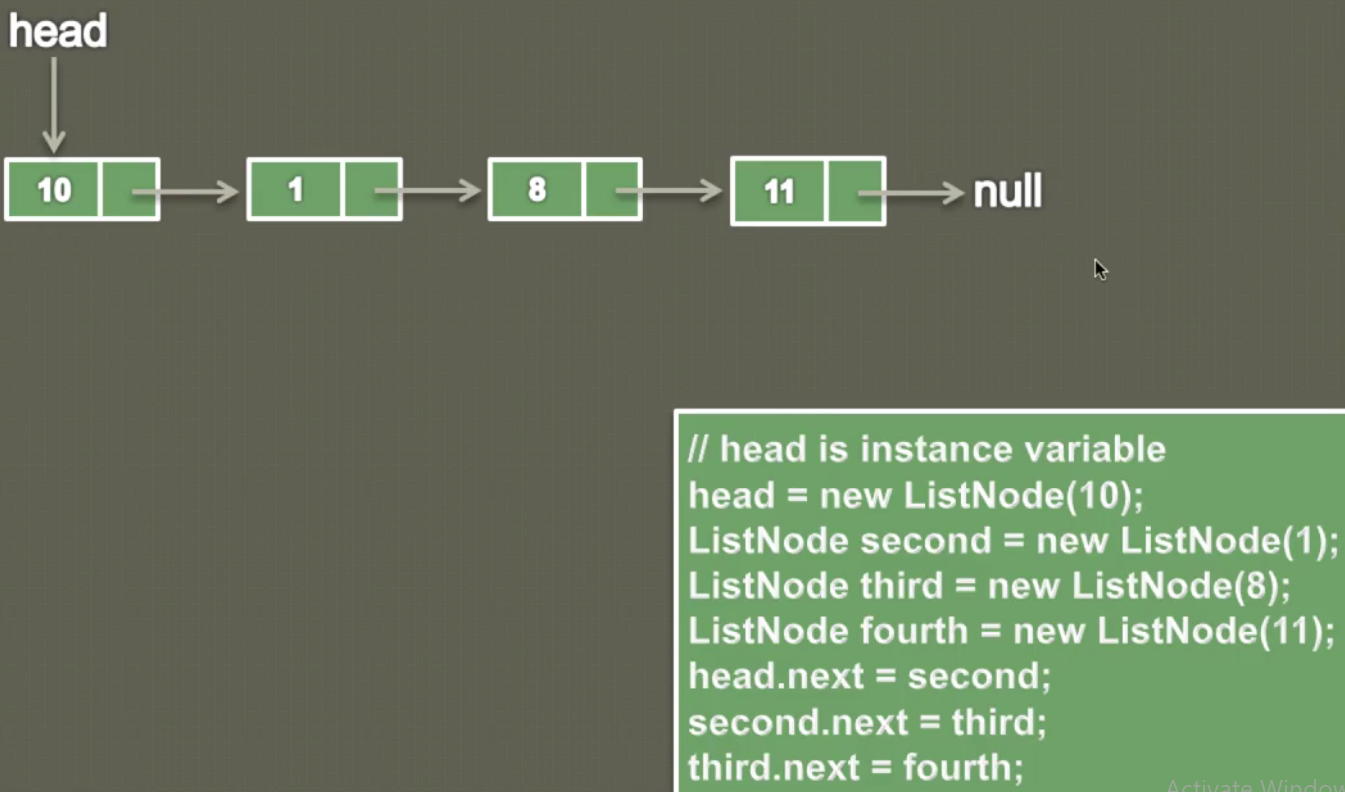 head
10 1 8 11 null
// head is instance variable
head = new ListNode(10);
ListNode second = new ListNode(1);
ListNode third = new ListNode(8);
ListNode fourth = new ListNode(11);
head.next = second;
second.next = third;
third.next = fourth;
Activate Window